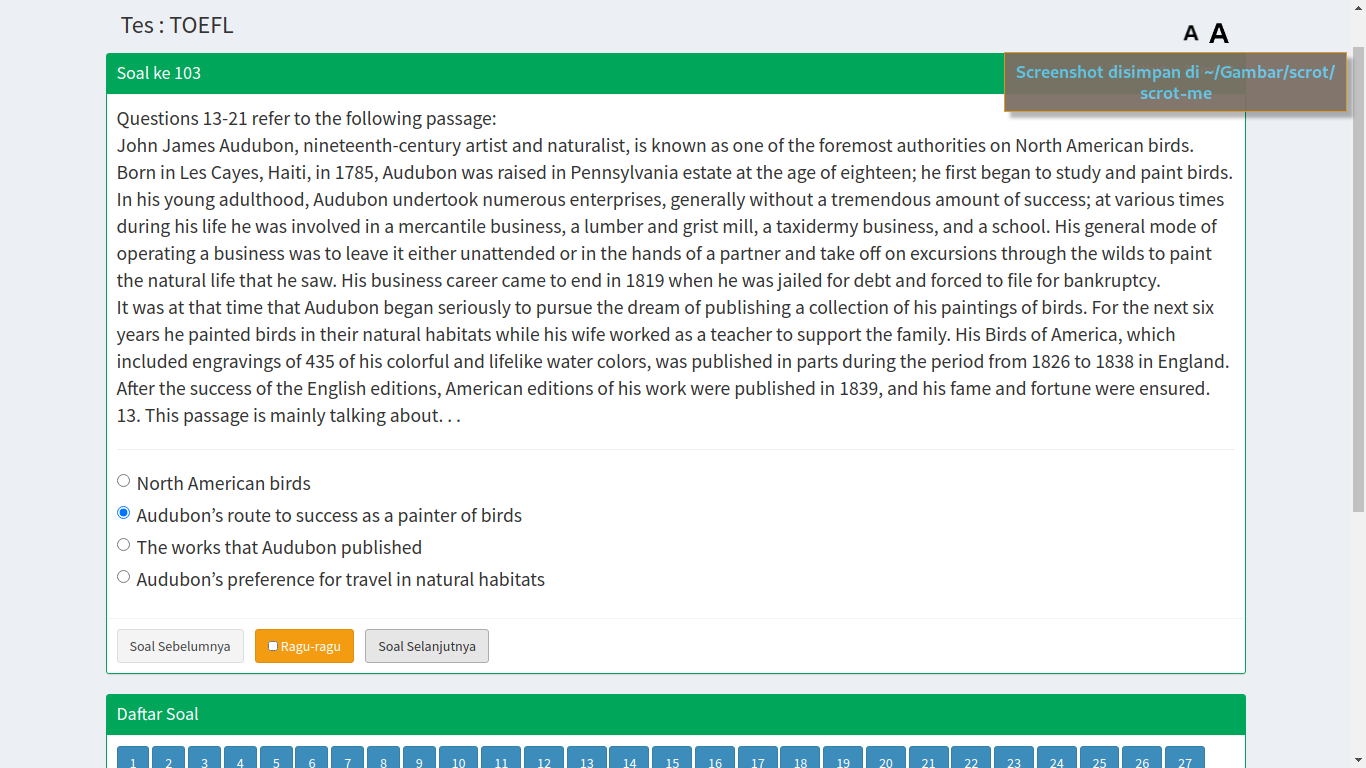 Tes : TOEFL
A A
Soal ke 103
Screenshot disimpan di ~/Gambar/scrot/
scrot-me
Questions 13-21 refer to the following passage:
John James Audubon, nineteenth-century artist and naturalist, is known as one of the foremost authorities on North American birds.
Born in Les Cayes, Haiti, in 1785, Audubon was raised in Pennsylvania estate at the age of eighteen; he first began to study and paint birds.
In his young adulthood, Audubon undertook numerous enterprises, generally without a tremendous amount of success; at various times
during his life he was involved in a mercantile business, a lumber and grist mill, a taxidermy business, and a school. His general mode of
operating a business was to leave it either unattended or in the hands of a partner and take off on excursions through the wilds to paint
the natural life that he saw. His business career came to end in 1819 when he was jailed for debt and forced to file for bankruptcy.
It was at that time that Audubon began seriously to pursue the dream of publishing a collection of his paintings of birds. For the next six
years he painted birds in their natural habitats while his wife worked as a teacher to support the family. His Birds of America, which
included engravings of 435 of his colorful and lifelike water colors, was published in parts during the period from 1826 to 1838 in England.
After the success of the English editions, American editions of his work were published in 1839, and his fame and fortune were ensured.
13. This passage is mainly talking about. . .
North American birds
Audubon’s route to success as a painter of birds
The works that Audubon published
Audubon’s preference for travel in natural habitats
Soal Sebelumnya Ragu-ragu Soal Selanjutnya
Daftar Soal
1 2 3 4 5 6 7 8 9 10 11 12 13 14 15 16 17 18 19 20 21 22 23 24 25 26 27